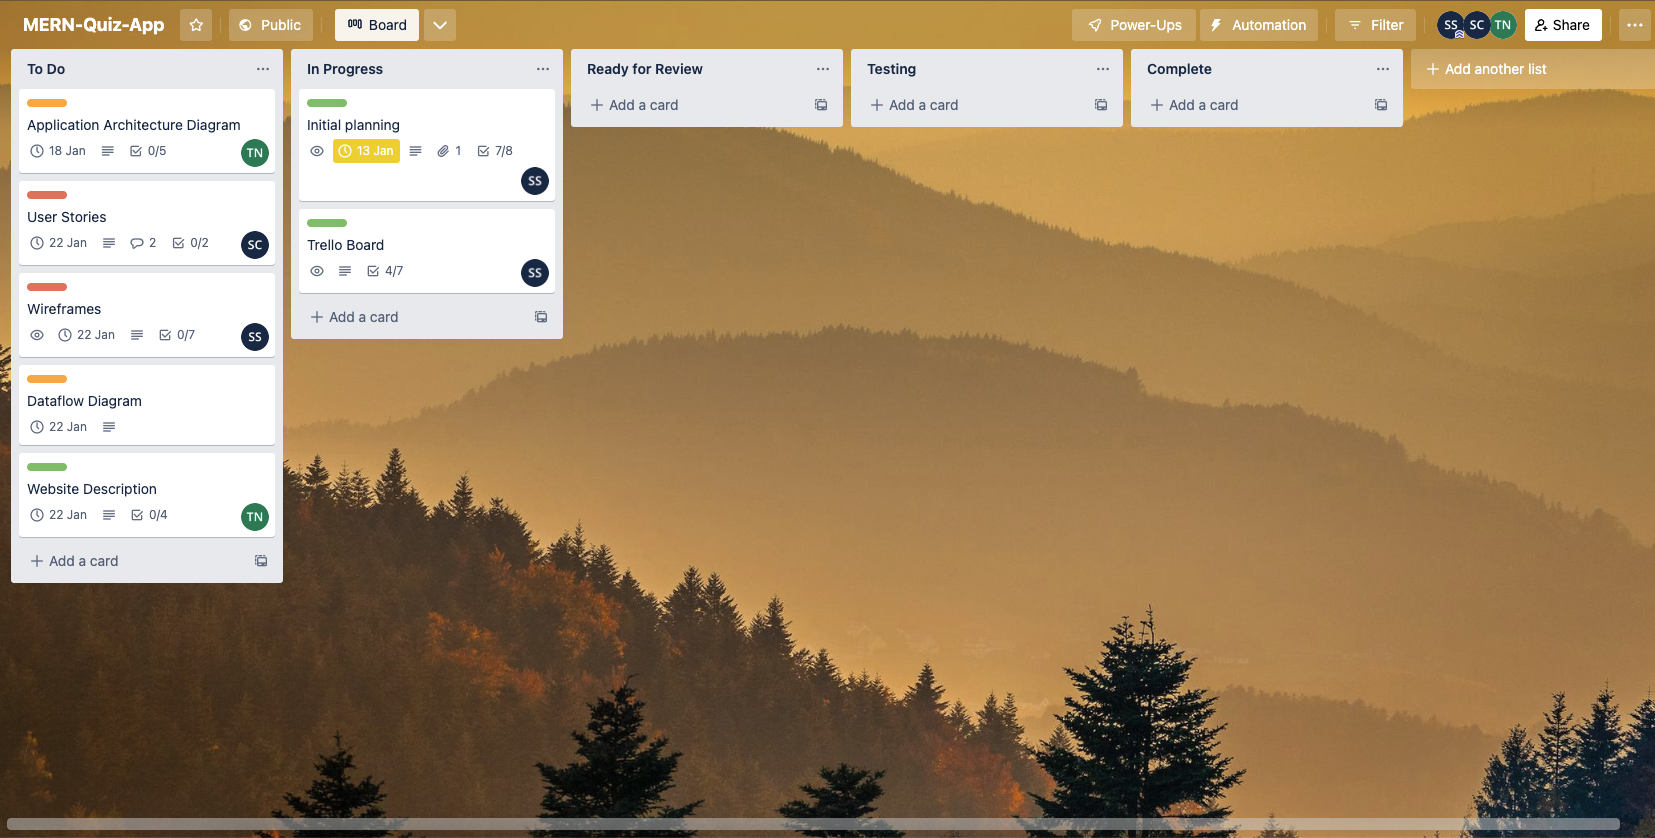 MERN-Quiz-App
Public
Board
Power-Ups
Automation
Filter
SS
SC
TN
Share
To Do
Application Architecture Diagram
18 Jan 0/5
TN
User Stories
22 Jan 2 0/2
SC
Wireframes
22 Jan 0/7
SS
Dataflow Diagram
22 Jan
Website Description
22 Jan 0/4
TN
Add a card
In Progress
Initial planning
13 Jan 1 7/8
SS
Trello Board
4/7
SS
Add a card
Ready for Review
Add a card
Testing
Add a card
Complete
Add a card
Add another list